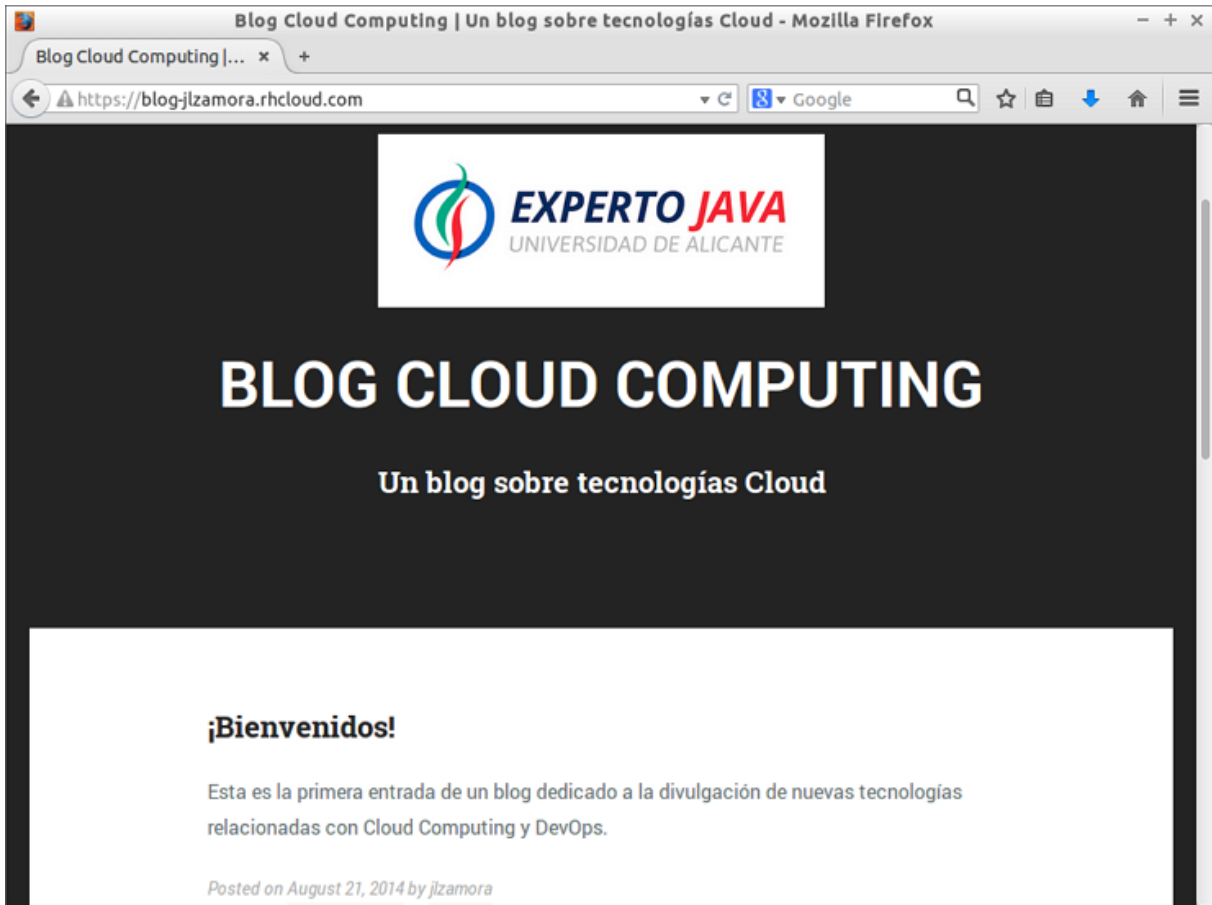 Blog Cloud Computing | Un blog sobre tecnologías Cloud - Mozilla Firefox
Blog Cloud Computing |...
https://blog-jlzamora.rhcloud.com
8 Google
EXPERTO JAVA
UNIVERSIDAD DE ALICANTE
BLOG CLOUD COMPUTING
Un blog sobre tecnologías Cloud
¡Bienvenidos!
Esta es la primera entrada de un blog dedicado a la divulgación de nuevas tecnologías
relacionadas con Cloud Computing y DevOps.
Posted on August 21, 2014 by jlzamora